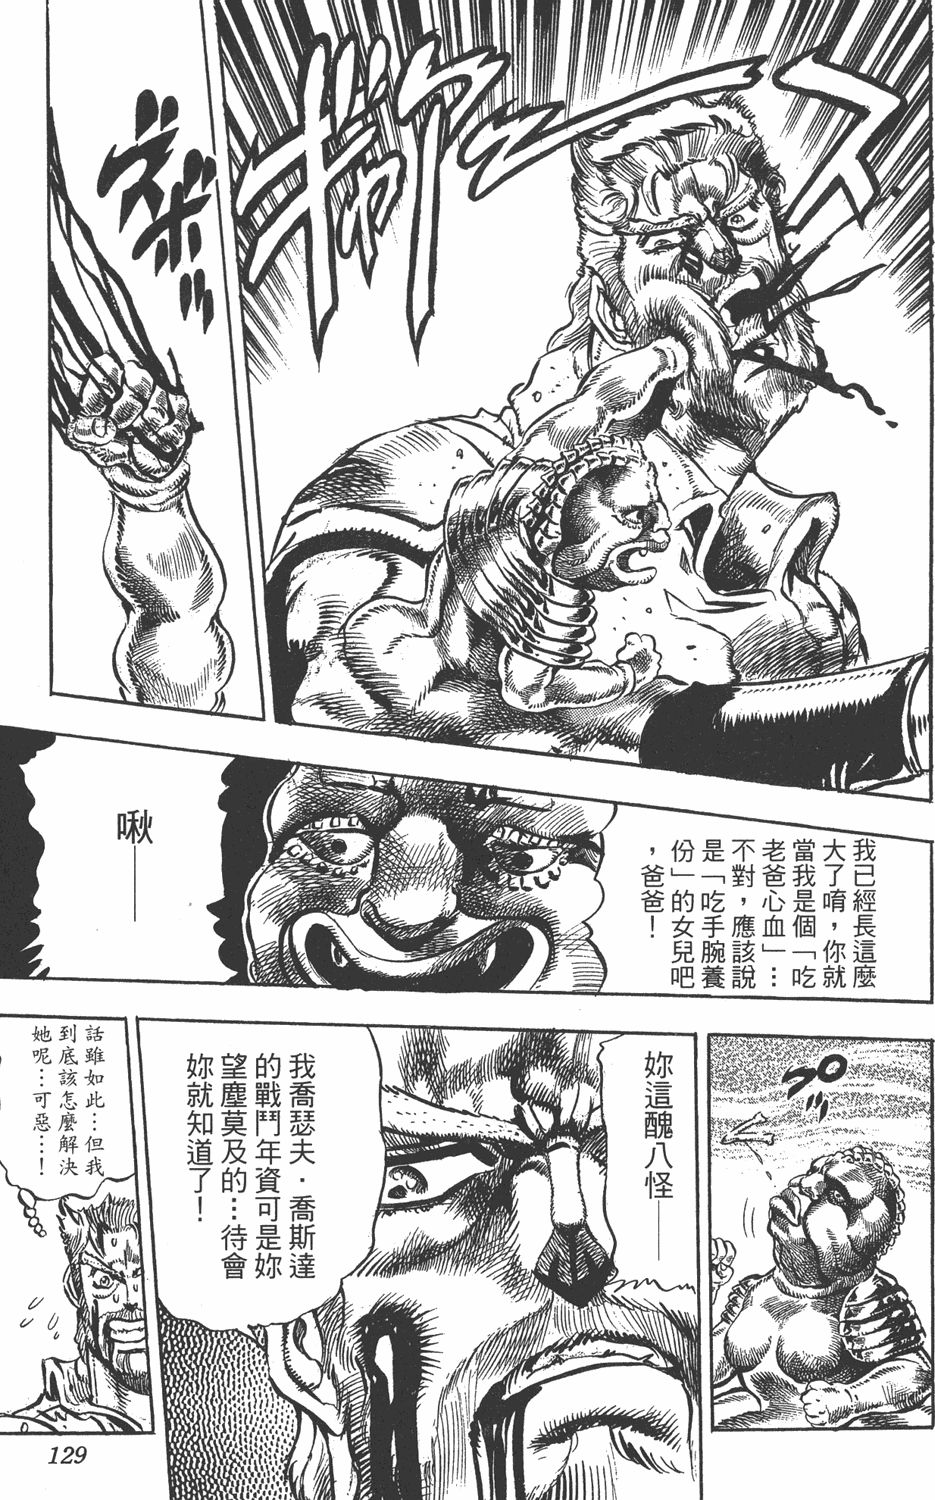 ギャアーース
ズボッ
我已經長這麼
大了唷，你就
當我是個「吃
老爸心血」…
不對，應該說
是「吃手腕養
份」的女兒吧
，爸爸！
啾——
プッ
妳這醜八怪——
我喬瑟夫．喬斯達
的戰鬥年資可是妳
望塵莫及的…待會
妳就知道了！
話雖如此…但我
到底該怎麼解決
她呢…可惡…！
129